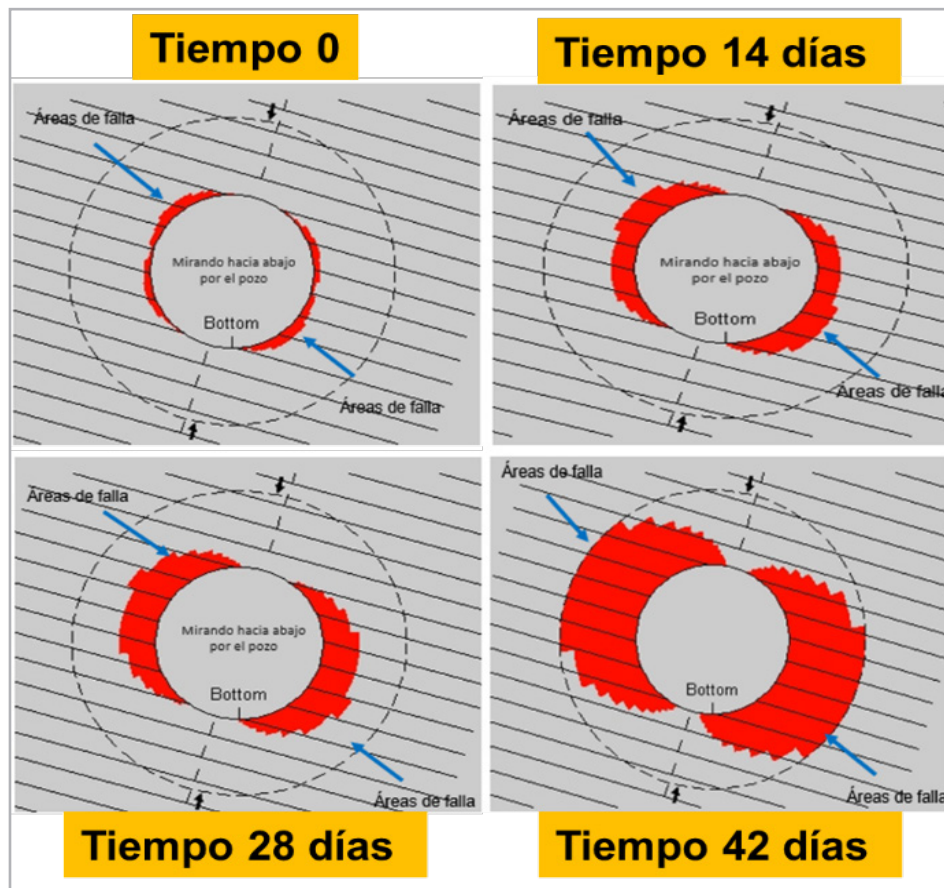 Tiempo 0
Áreas de falla
Mirando hacia abajo
por el pozo
Bottom
Áreas de falla
Tiempo 14 días
Áreas de falla
Mirando hacia abajo
por el pozo
Bottom
Áreas de falla
Áreas de falla
Mirando hacia abajo
por el pozo
Bottom
Áreas de falla
Tiempo 28 días
Áreas de falla
Bottom
Áreas de falla
Tiempo 42 días